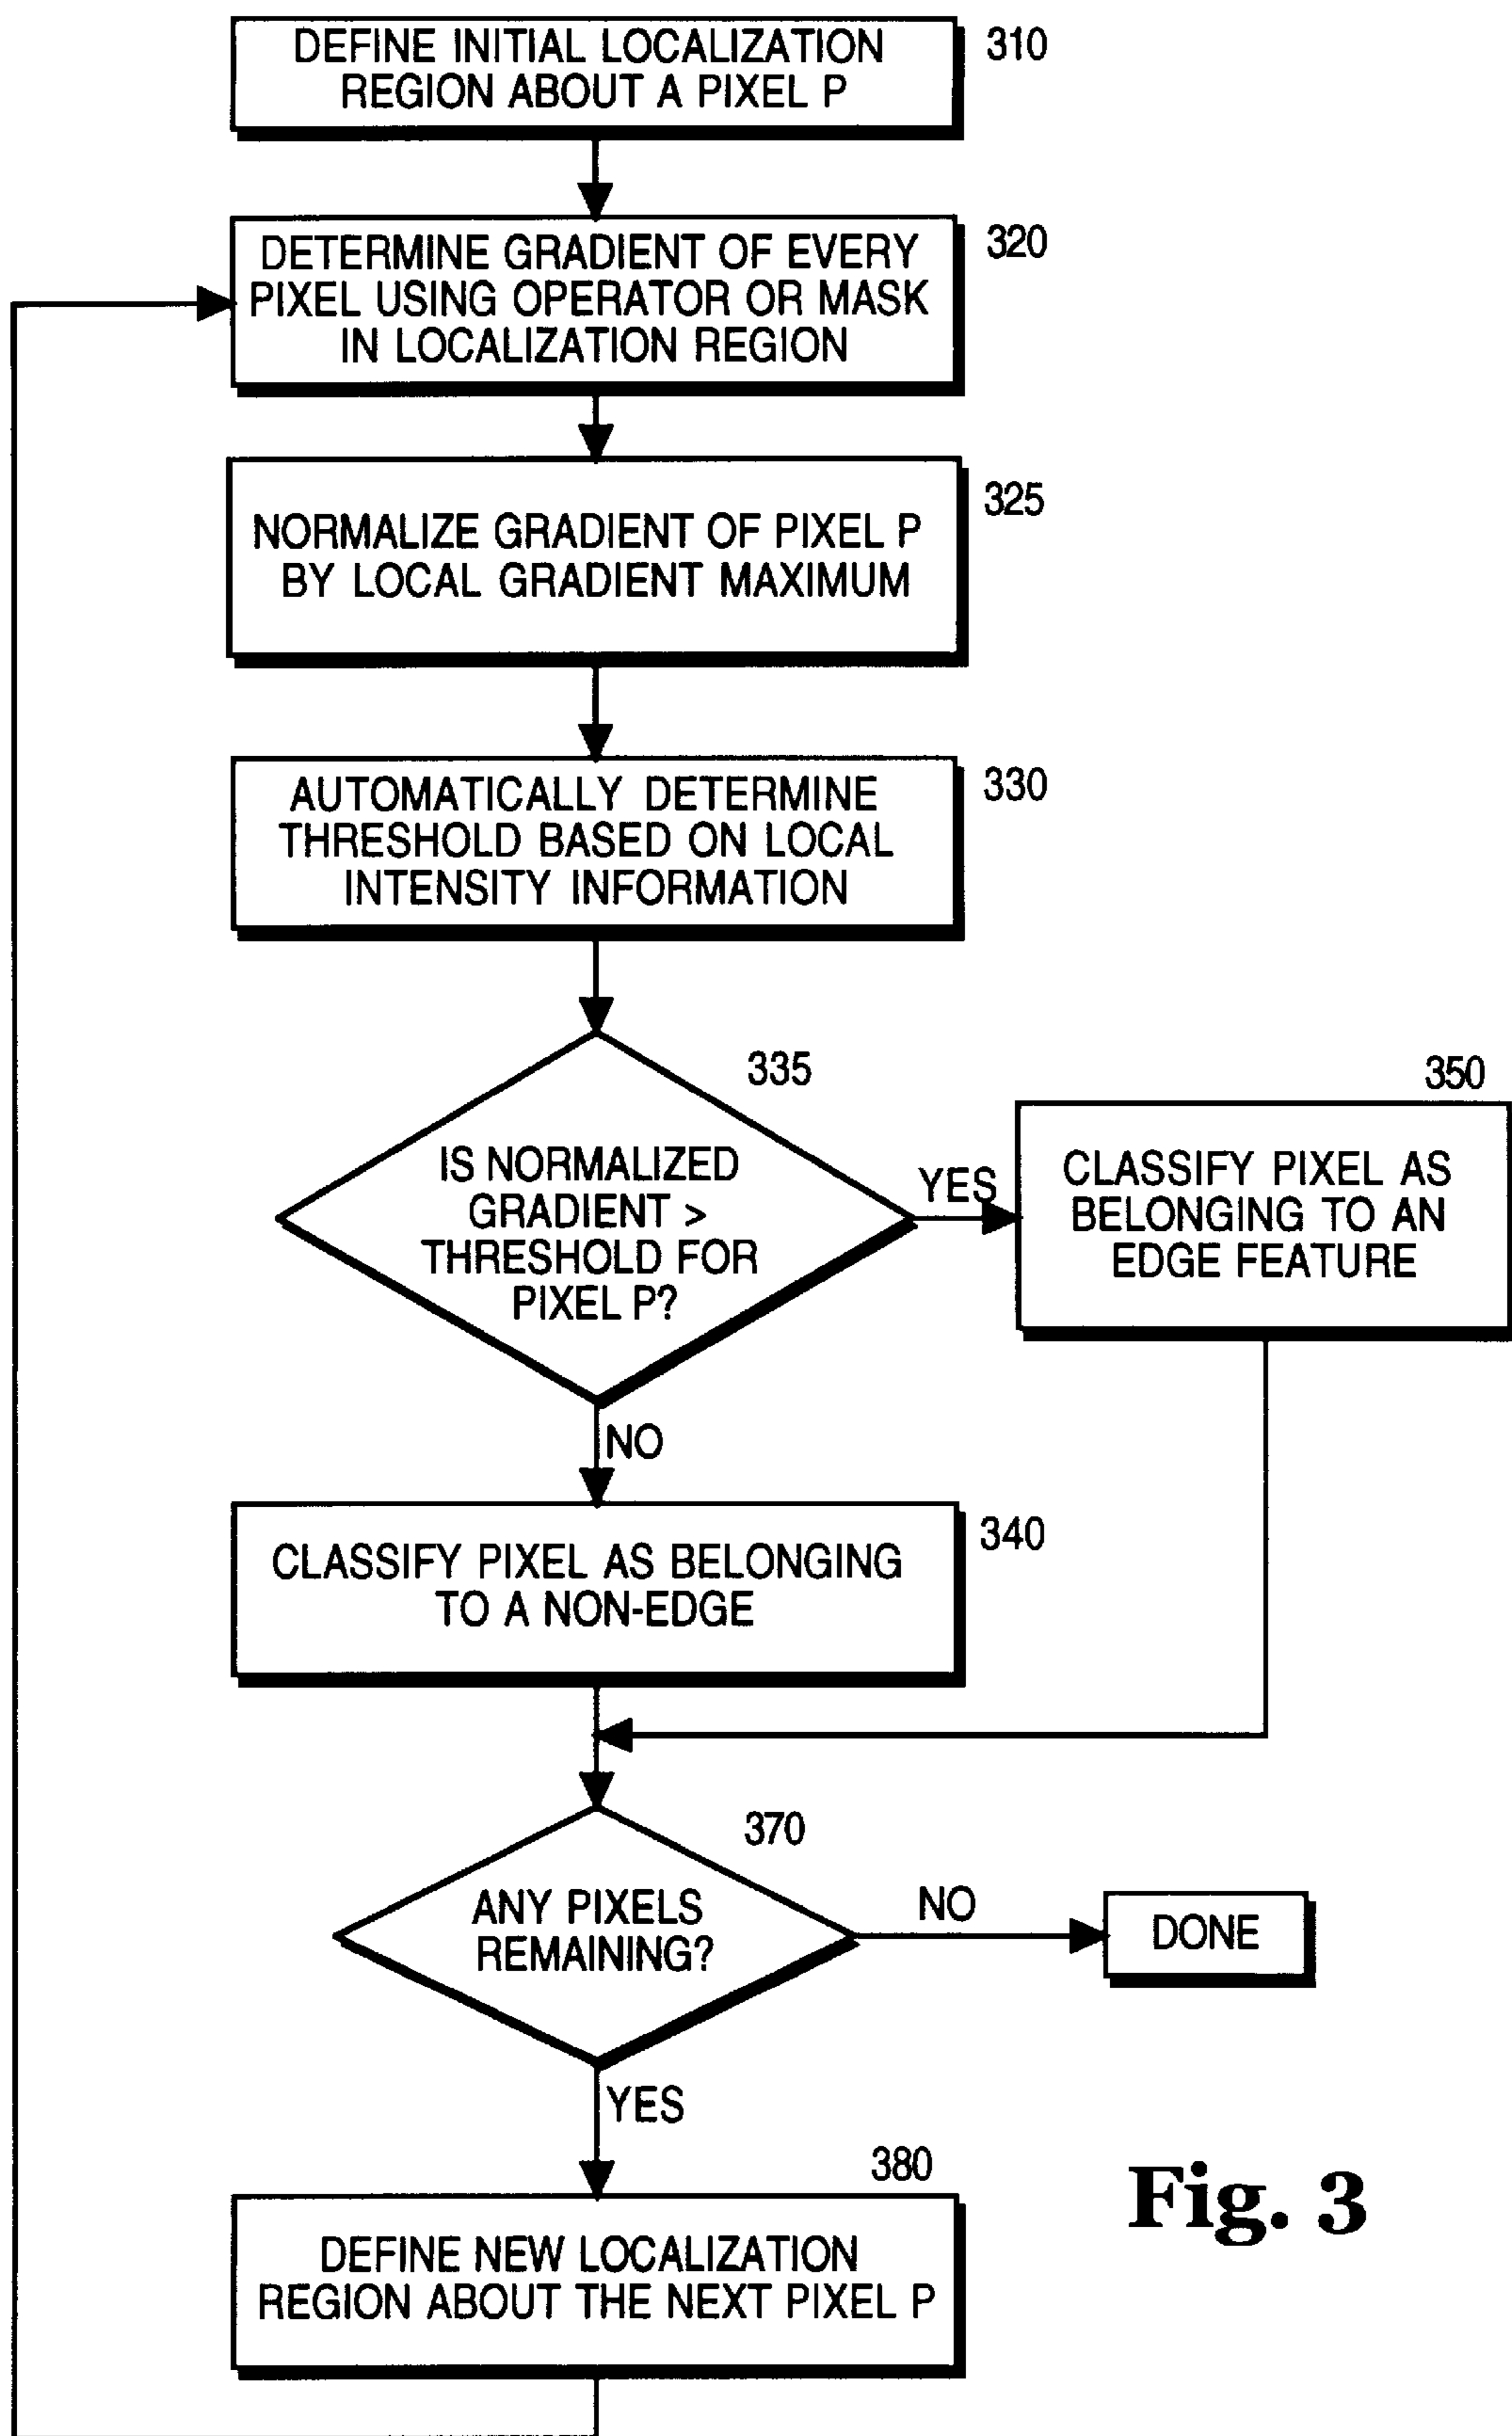 DEFINE INITIAL LOCALIZATION
REGION ABOUT A PIXEL P
310
DETERMINE GRADIENT OF EVERY
PIXEL USING OPERATOR OR MASK
IN LOCALIZATION REGION
320
NORMALIZE GRADIENT OF PIXEL P
BY LOCAL GRADIENT MAXIMUM
325
AUTOMATICALLY DETERMINE
THRESHOLD BASED ON LOCAL
INTENSITY INFORMATION
330
335
IS NORMALIZED
GRADIENT >
THRESHOLD FOR
PIXEL P?
YES
350
CLASSIFY PIXEL AS
BELONGING TO AN
EDGE FEATURE
NO
CLASSIFY PIXEL AS BELONGING
TO A NON-EDGE
340
370
ANY PIXELS
REMAINING?
NO
DONE
YES
380
DEFINE NEW LOCALIZATION
REGION ABOUT THE NEXT PIXEL P
Fig. 3